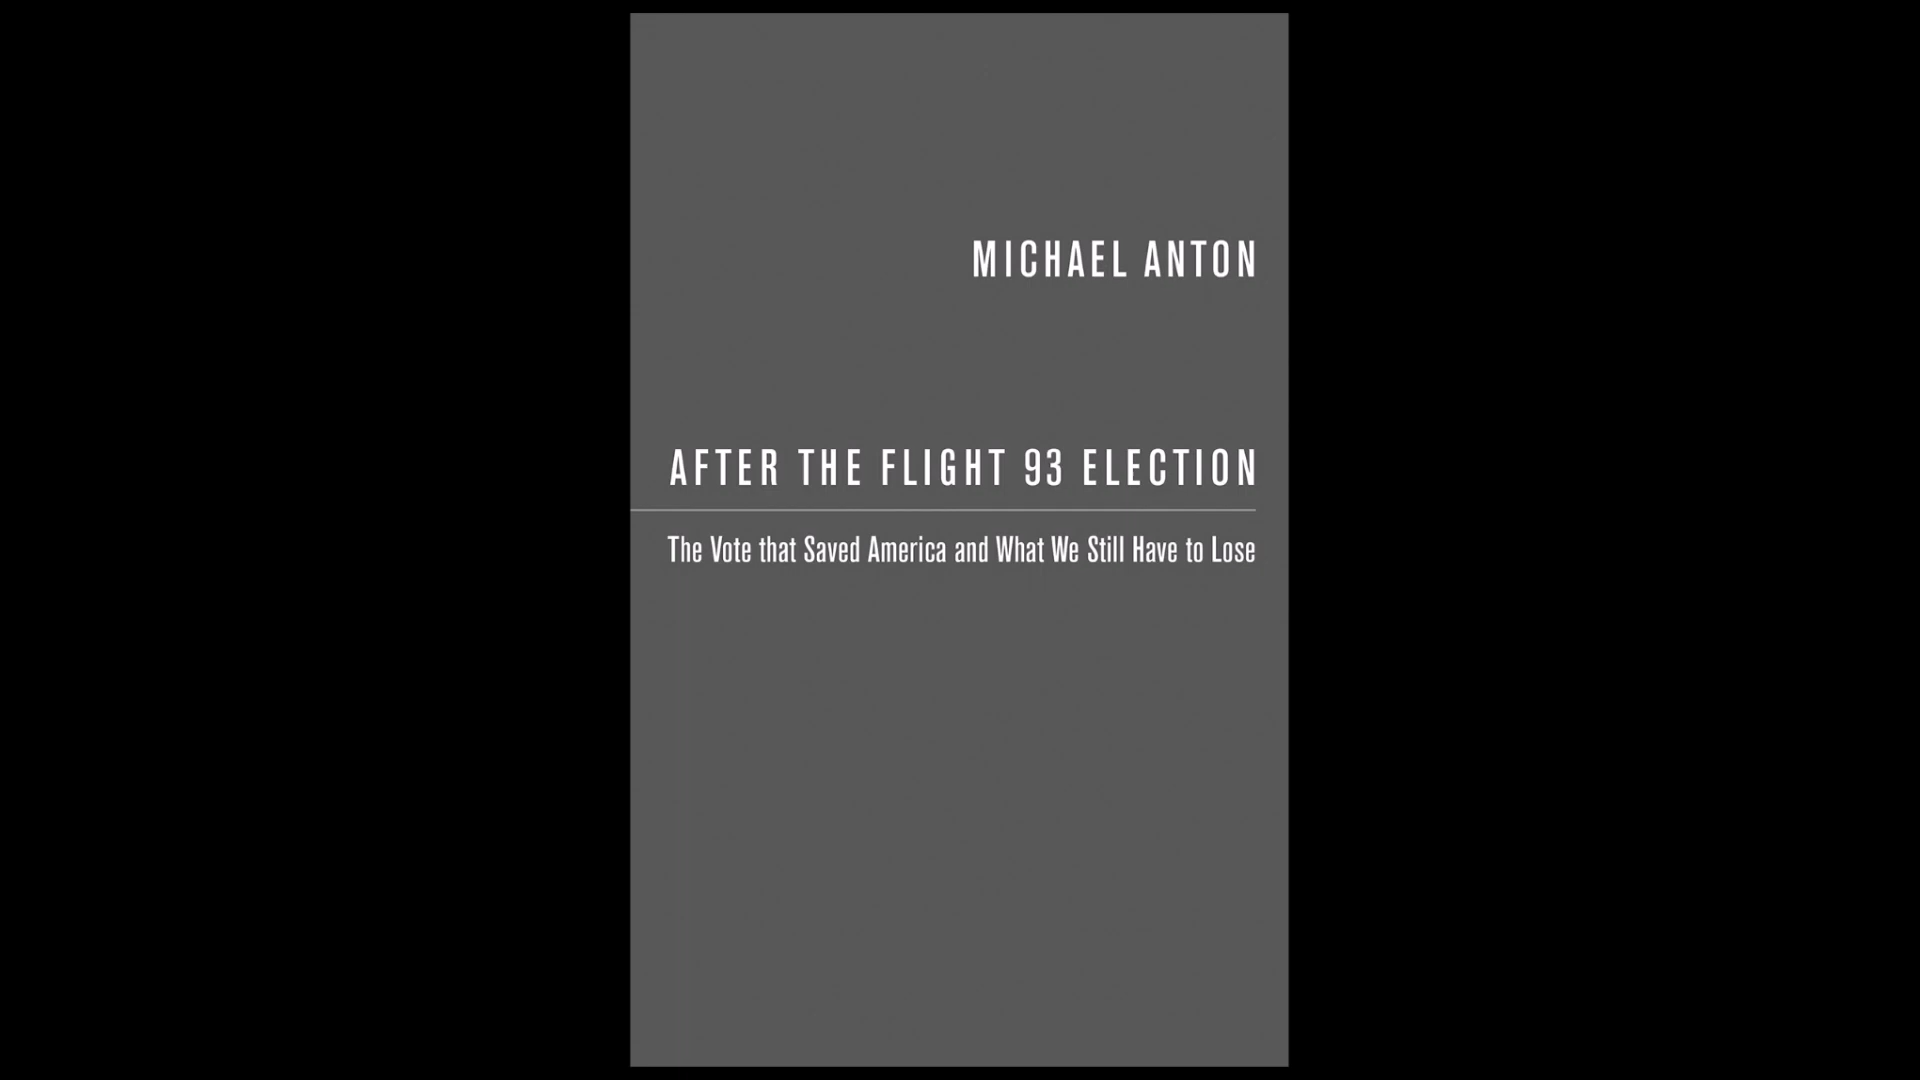 MICHAEL ANTON
AFTER THE FLIGHT 93 ELECTION
The Vote that Saved America and What We Still Have to Lose